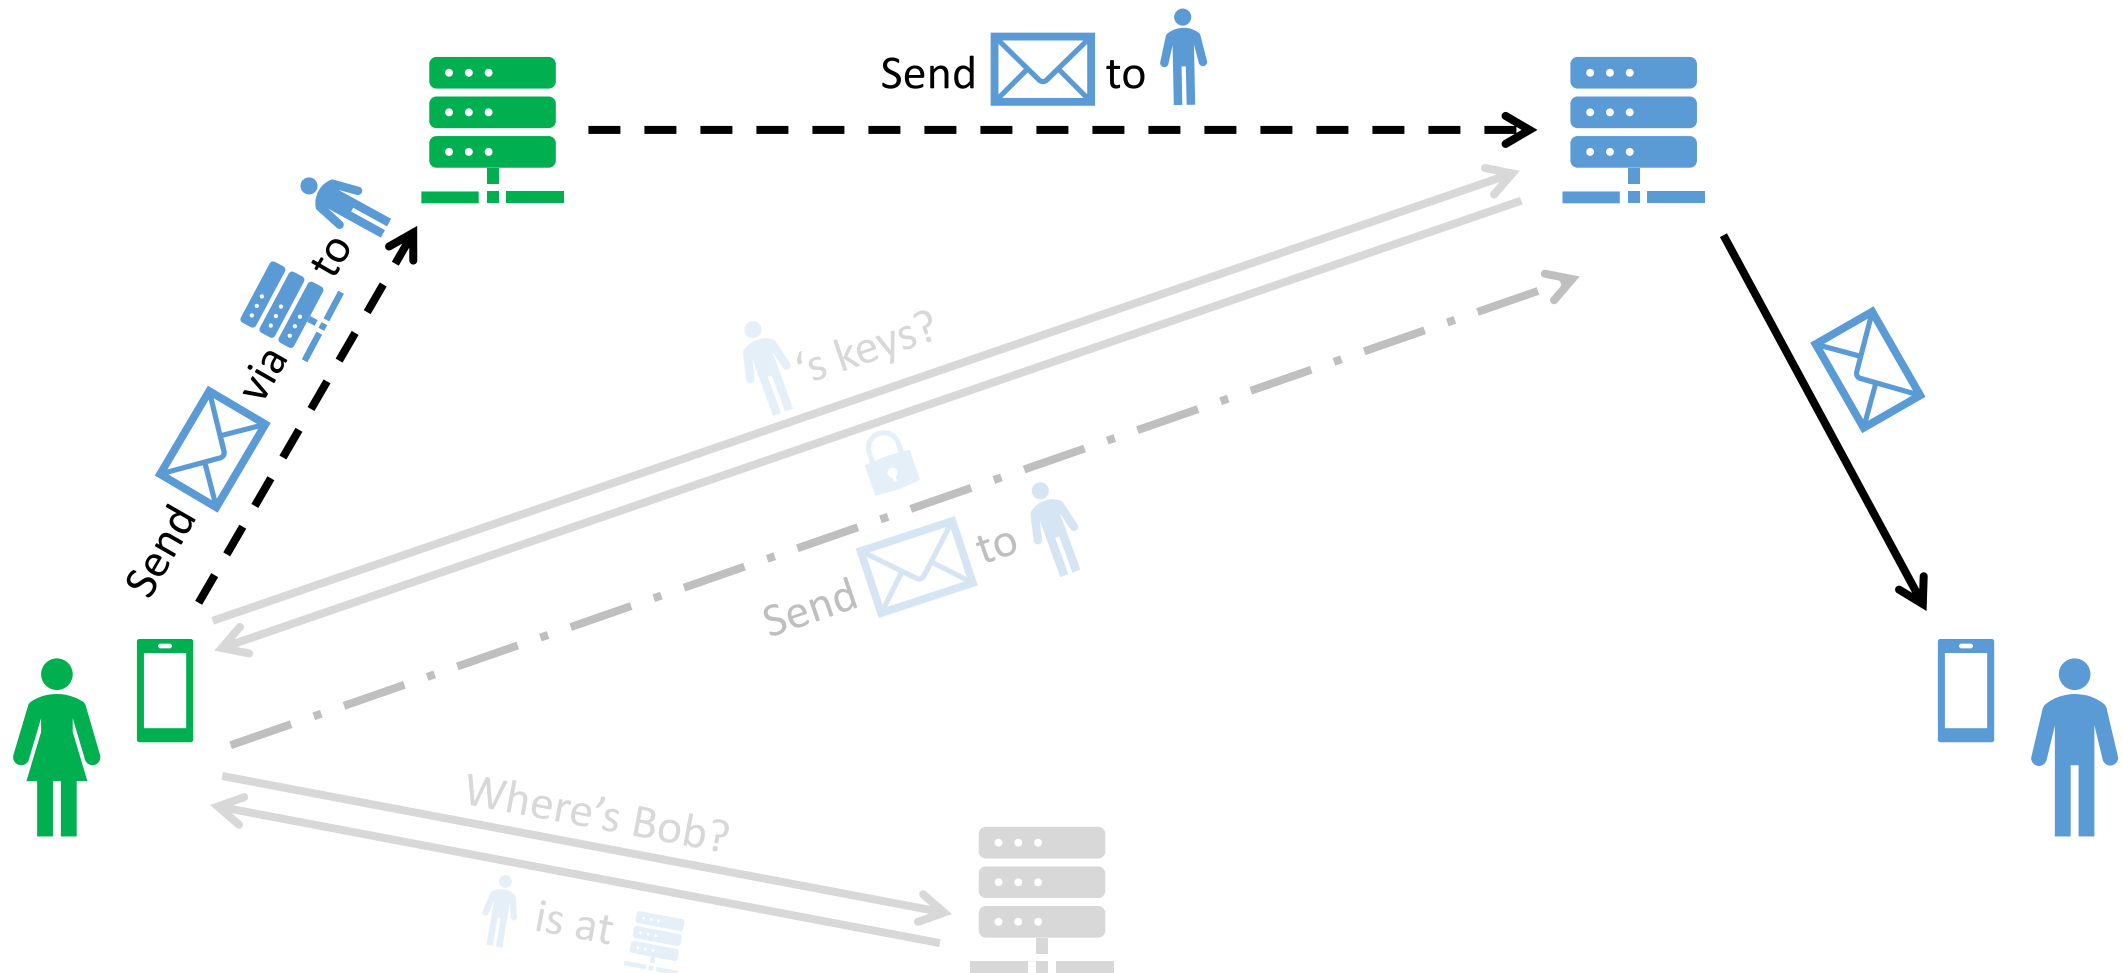 Send to
Send via to
‘s keys?
Send to
Where’s Bob?
is at